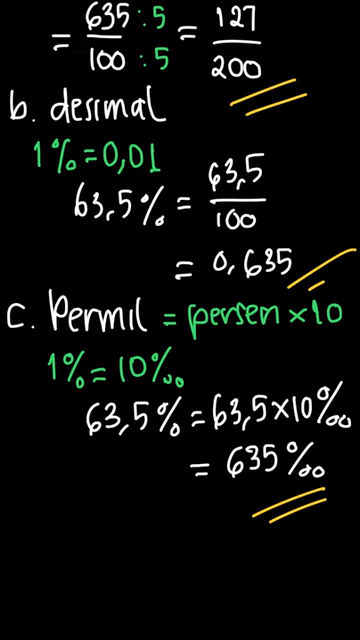 = 635 : 5 / 100 : 5 = 127 / 200
b. desimal
1% = 0,01
63,5% = 63,5 / 100
= 0,635
c. Permil = persen × 10
1% = 10‰
63,5% = 63,5 × 10‰
= 635‰